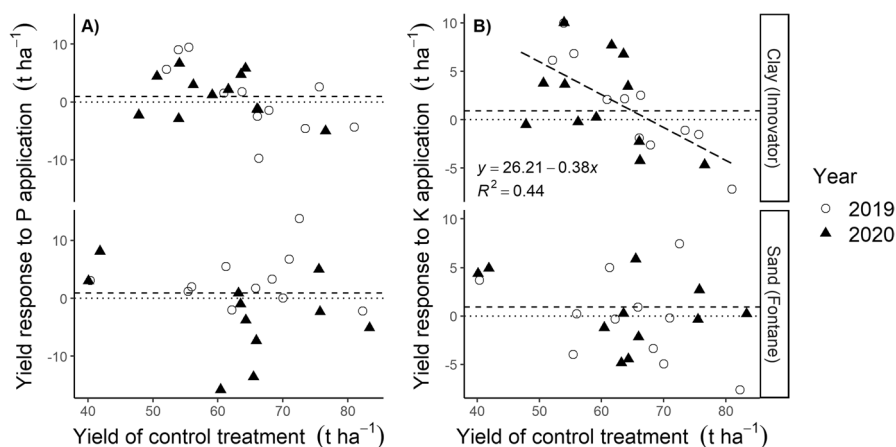 A)
Yield response to P application (t ha⁻¹)
10
0
-10
10
0
-10
40 50 60 70 80
Yield of control treatment (t ha⁻¹)
B)
Yield response to K application (t ha⁻¹)
10
5
0
-5
y = 26.21 − 0.38x
R² = 0.44
10
5
0
-5
40 50 60 70 80
Yield of control treatment (t ha⁻¹)
Clay (Innovator)
Sand (Fontane)
Year
2019
2020